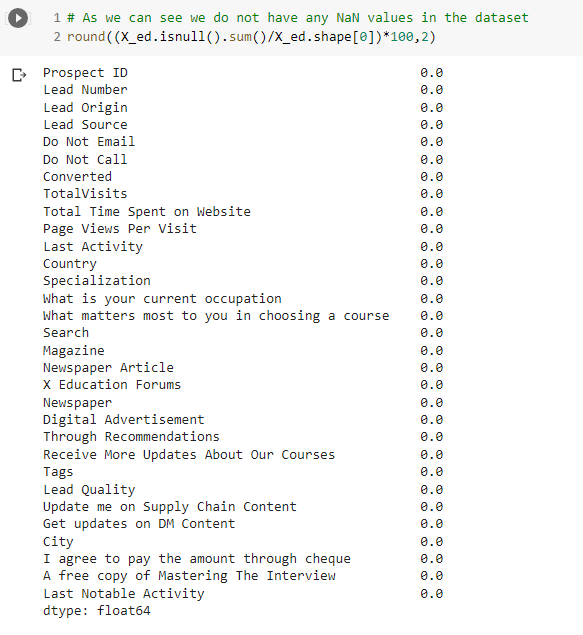 1 # As we can see we do not have any NaN values in the dataset
2 round((X_ed.isnull().sum()/X_ed.shape[0])*100,2)
Prospect ID 0.0
Lead Number 0.0
Lead Origin 0.0
Lead Source 0.0
Do Not Email 0.0
Do Not Call 0.0
Converted 0.0
TotalVisits 0.0
Total Time Spent on Website 0.0
Page Views Per Visit 0.0
Last Activity 0.0
Country 0.0
Specialization 0.0
What is your current occupation 0.0
What matters most to you in choosing a course 0.0
Search 0.0
Magazine 0.0
Newspaper Article 0.0
X Education Forums 0.0
Newspaper 0.0
Digital Advertisement 0.0
Through Recommendations 0.0
Receive More Updates About Our Courses 0.0
Tags 0.0
Lead Quality 0.0
Update me on Supply Chain Content 0.0
Get updates on DM Content 0.0
City 0.0
I agree to pay the amount through cheque 0.0
A free copy of Mastering The Interview 0.0
Last Notable Activity 0.0
dtype: float64